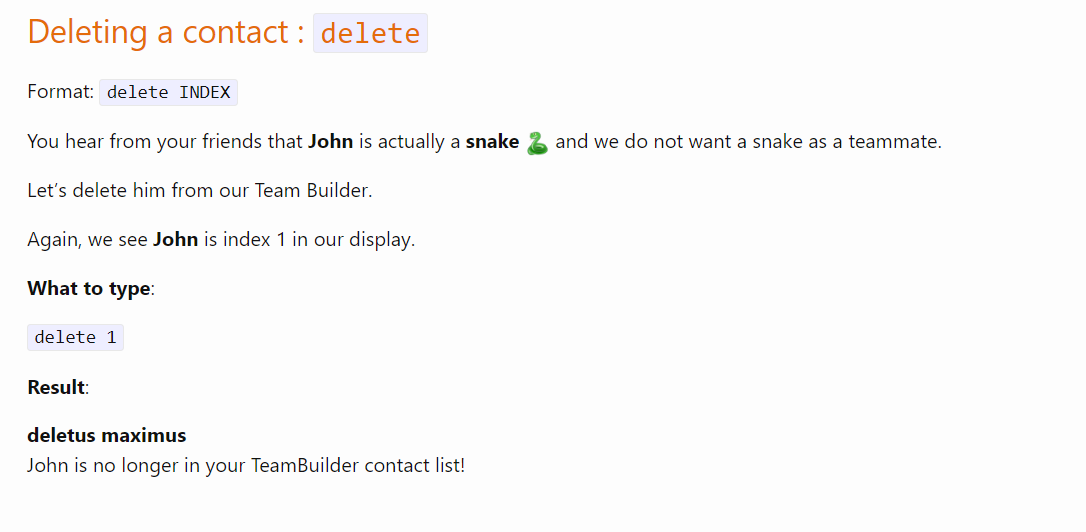 Deleting a contact : delete
Format: delete INDEX
You hear from your friends that John is actually a snake 🐍 and we do not want a snake as a teammate.
Let’s delete him from our Team Builder.
Again, we see John is index 1 in our display.
What to type:
delete 1
Result:
deletus maximus
John is no longer in your TeamBuilder contact list!